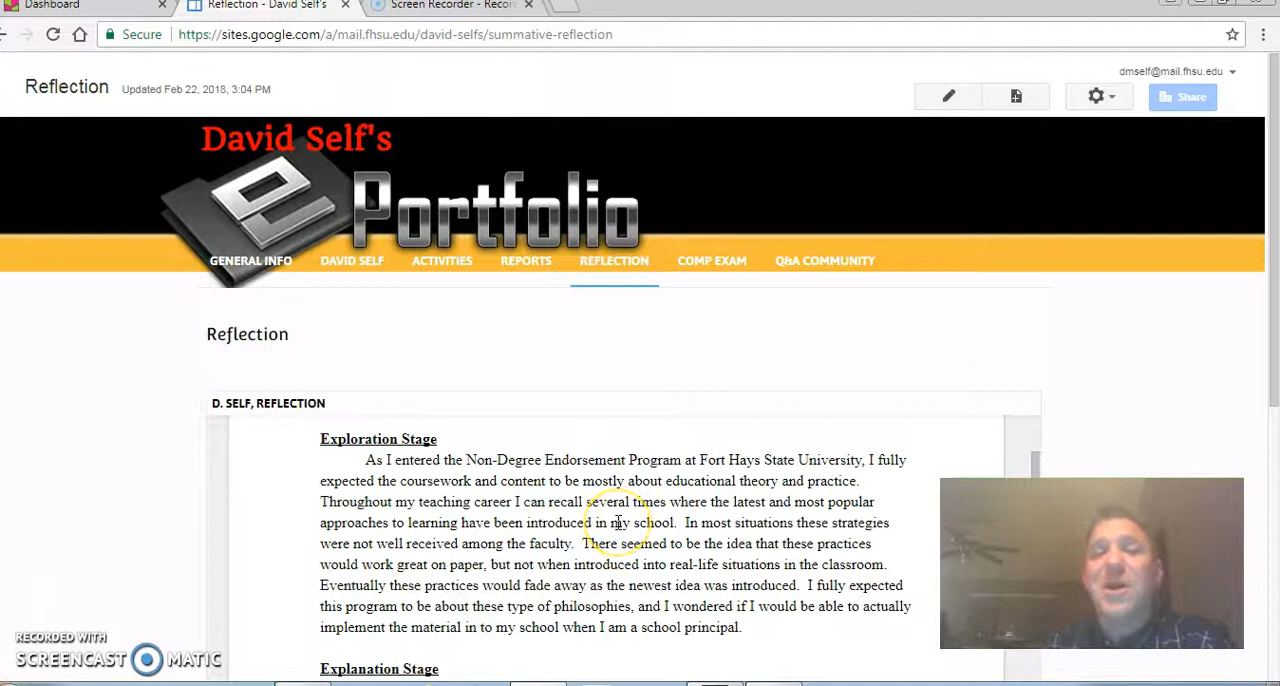 Dashboard
Reflection - David Self's
Screen Recorder - Record
Secure
https://sites.google.com/a/mail.fhsu.edu/david-selfs/summative-reflection
dmself@mail.fhsu.edu
Reflection
Updated Feb 22, 2018, 3:04 PM
Share
David Self's
e Portfolio
GENERAL INFO
DAVID SELF
ACTIVITIES
REPORTS
REFLECTION
COMP EXAM
Q&A COMMUNITY
Reflection
D. SELF, REFLECTION
Exploration Stage
As I entered the Non-Degree Endorsement Program at Fort Hays State University, I fully
expected the coursework and content to be mostly about educational theory and practice.
Throughout my teaching career I can recall several times where the latest and most popular
approaches to learning have been introduced in my school.  In most situations these strategies
were not well received among the faculty.  There seemed to be the idea that these practices
would work great on paper, but not when introduced into real-life situations in the classroom.
Eventually these practices would fade away as the newest idea was introduced.  I fully expected
this program to be about these type of philosophies, and I wondered if I would be able to actually
implement the material in to my school when I am a school principal.
Explanation Stage
RECORDED WITH
SCREENCAST MATIC